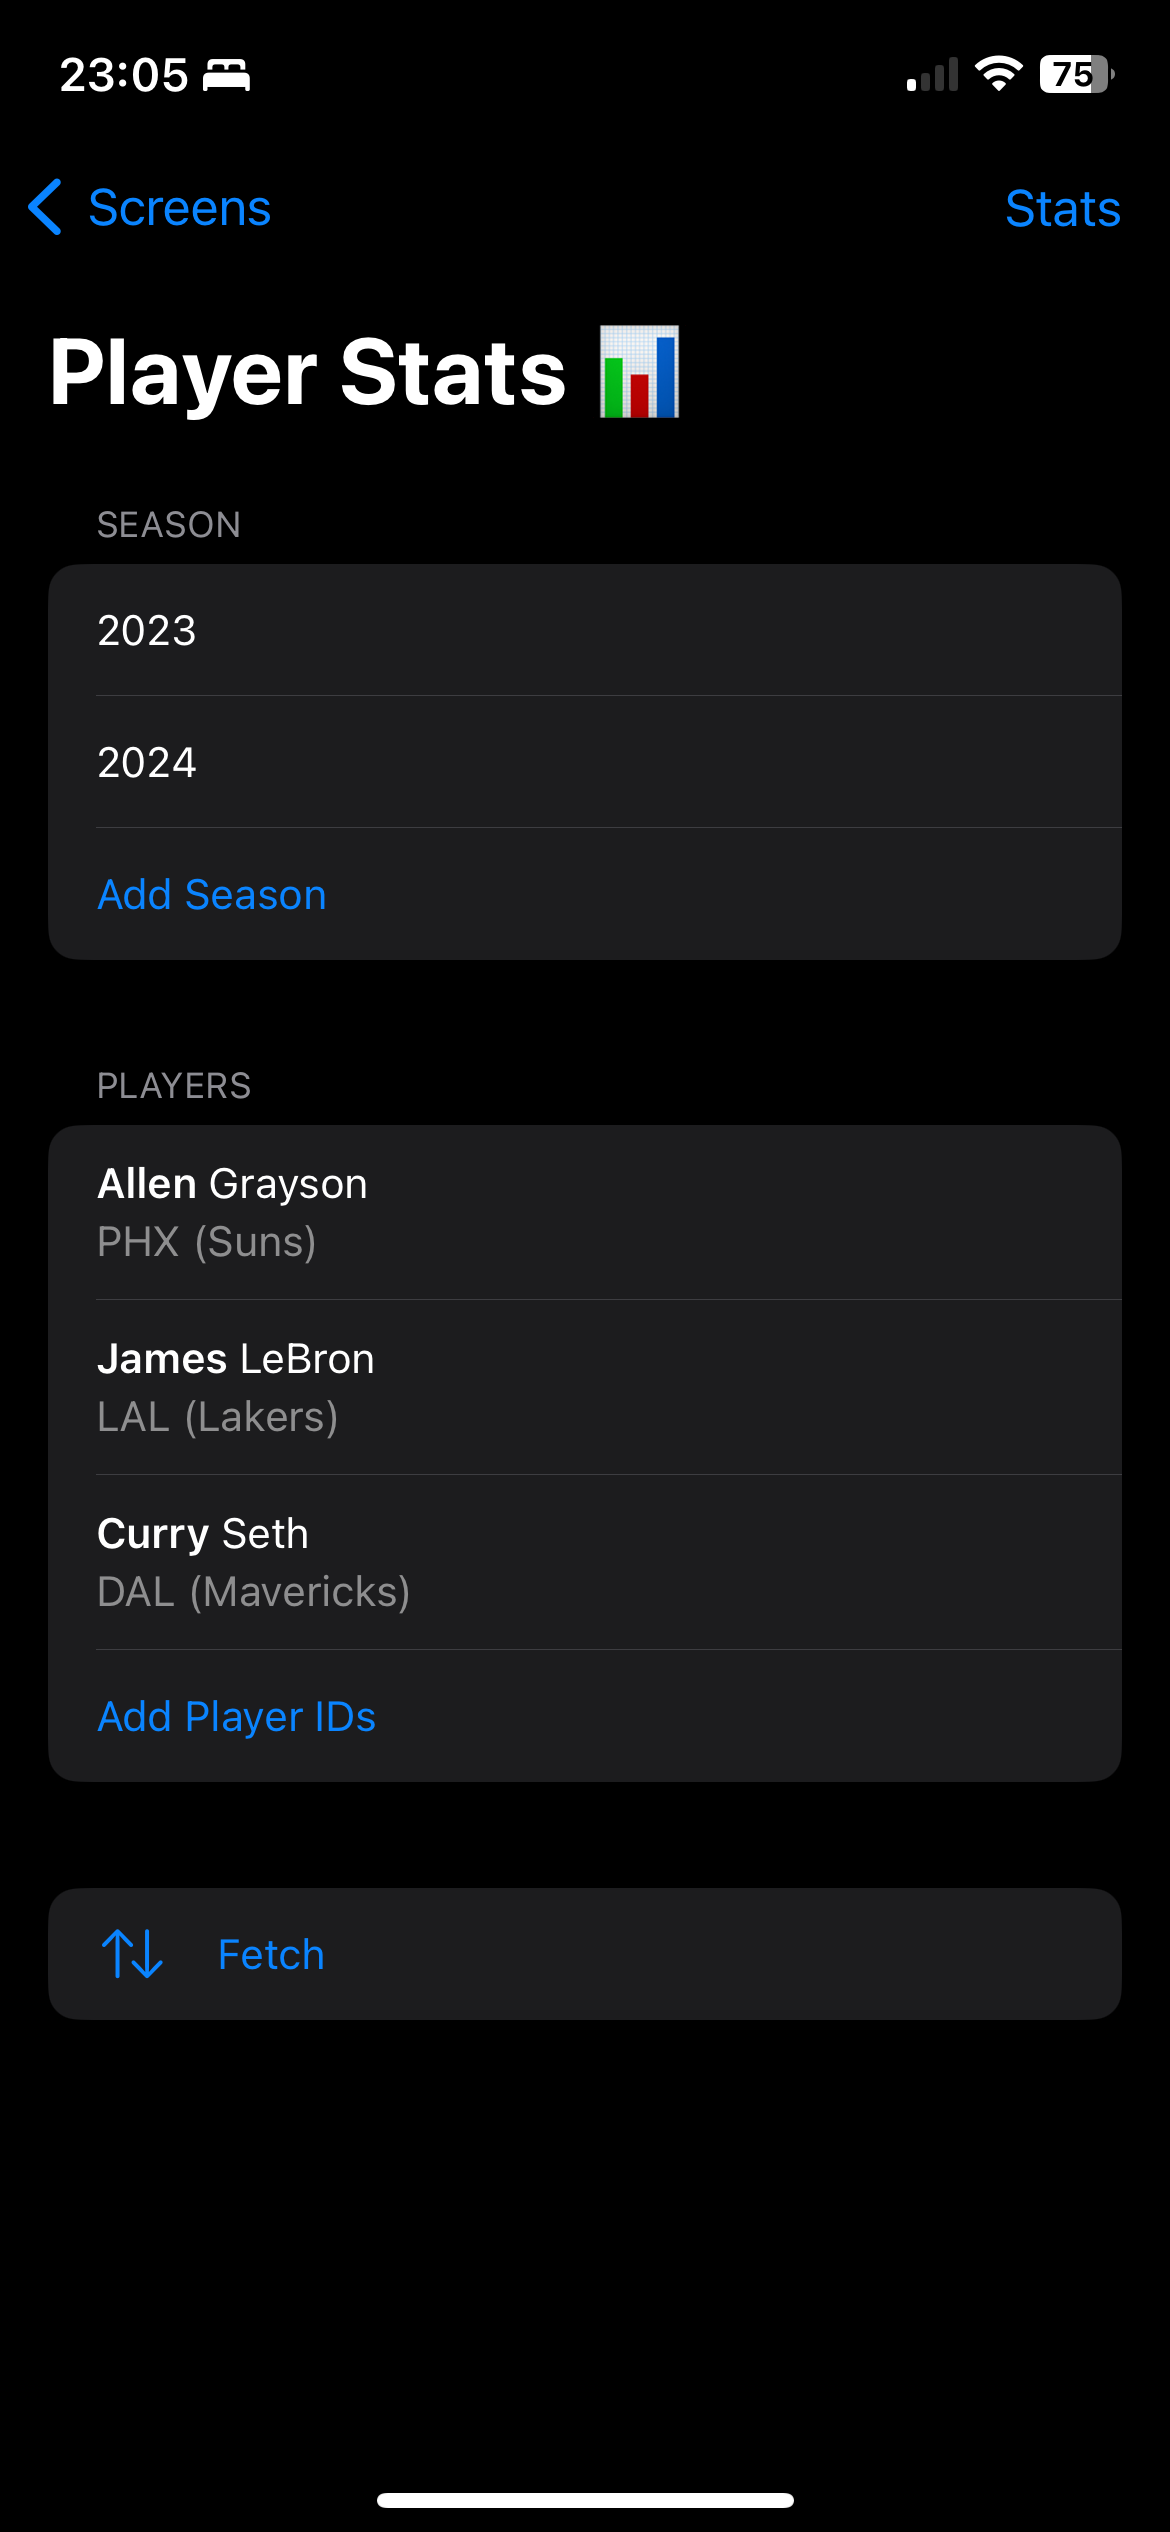 23:05
75
Screens
Stats
Player Stats
SEASON
2023
2024
Add Season
PLAYERS
Allen Grayson
PHX (Suns)
James LeBron
LAL (Lakers)
Curry Seth
DAL (Mavericks)
Add Player IDs
Fetch